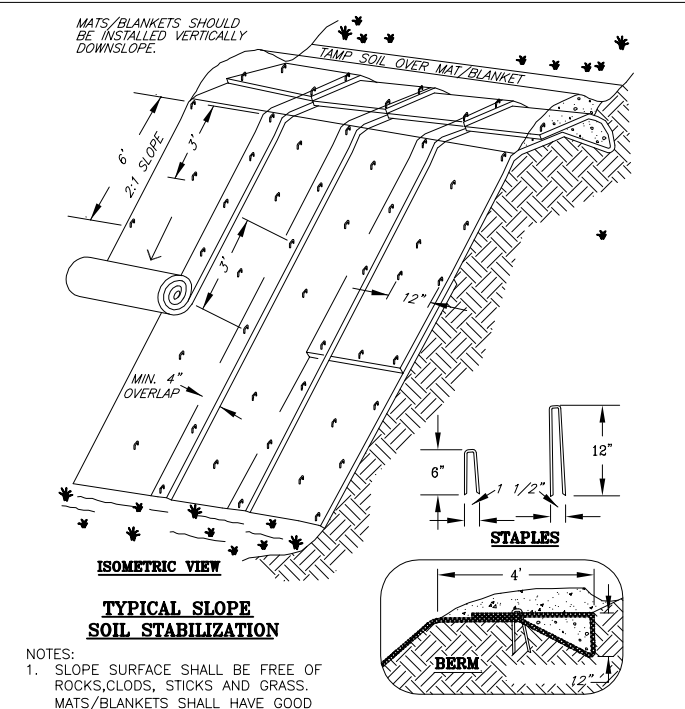 MATS/BLANKETS SHOULD
BE INSTALLED VERTICALLY
DOWNSLOPE.
TAMP SOIL OVER MAT/BLANKET
6'
2:1 SLOPE
3'
3'
12"
MIN. 4"
OVERLAP
6"
1 1/2"
12"
STAPLES
ISOMETRIC VIEW
4'
BERM
12"
TYPICAL SLOPE
SOIL STABILIZATION
NOTES:
1. SLOPE SURFACE SHALL BE FREE OF
ROCKS,CLODS, STICKS AND GRASS.
MATS/BLANKETS SHALL HAVE GOOD